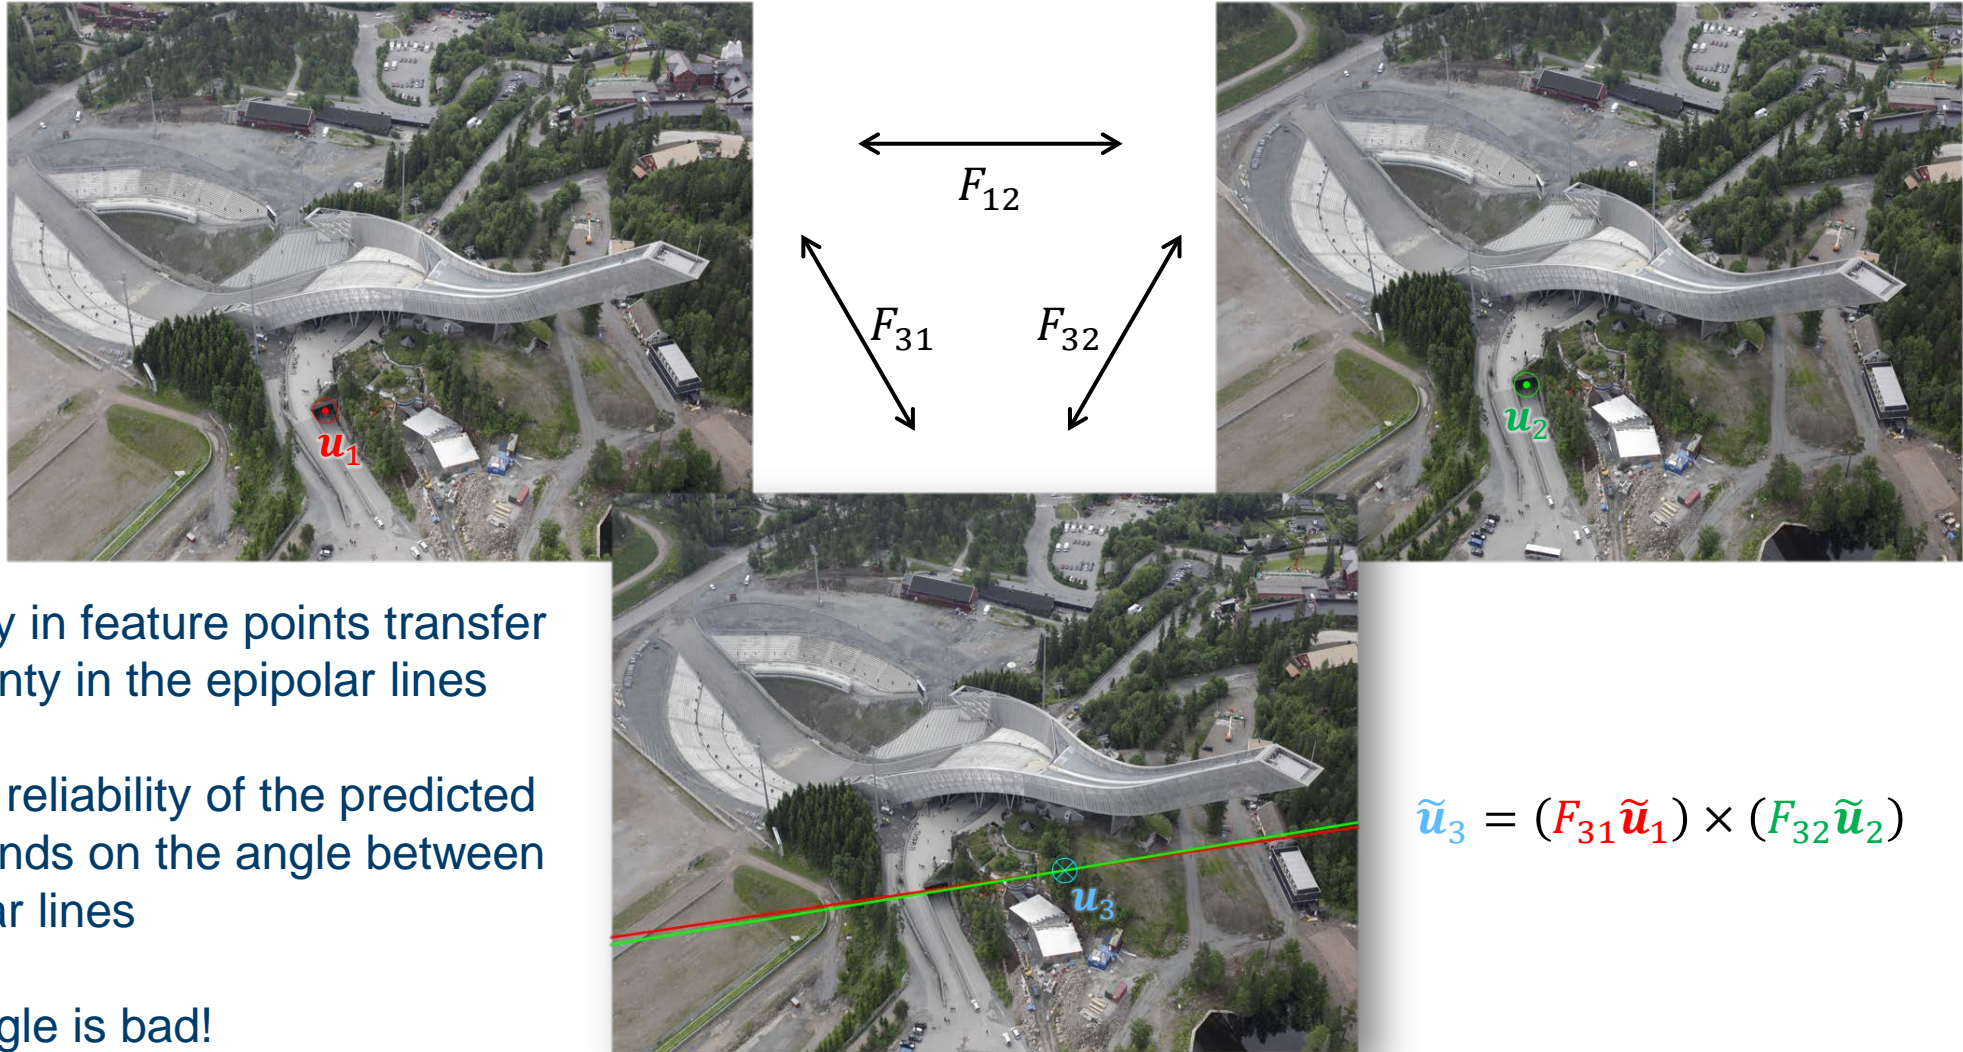 F₁₂
F₃₁ F₃₂
u₁
u₂
y in feature points transfer
nty in the epipolar lines
reliability of the predicted
nds on the angle between
ar lines
gle is bad!
u₃
ũ₃ = (F₃₁ũ₁) × (F₃₂ũ₂)